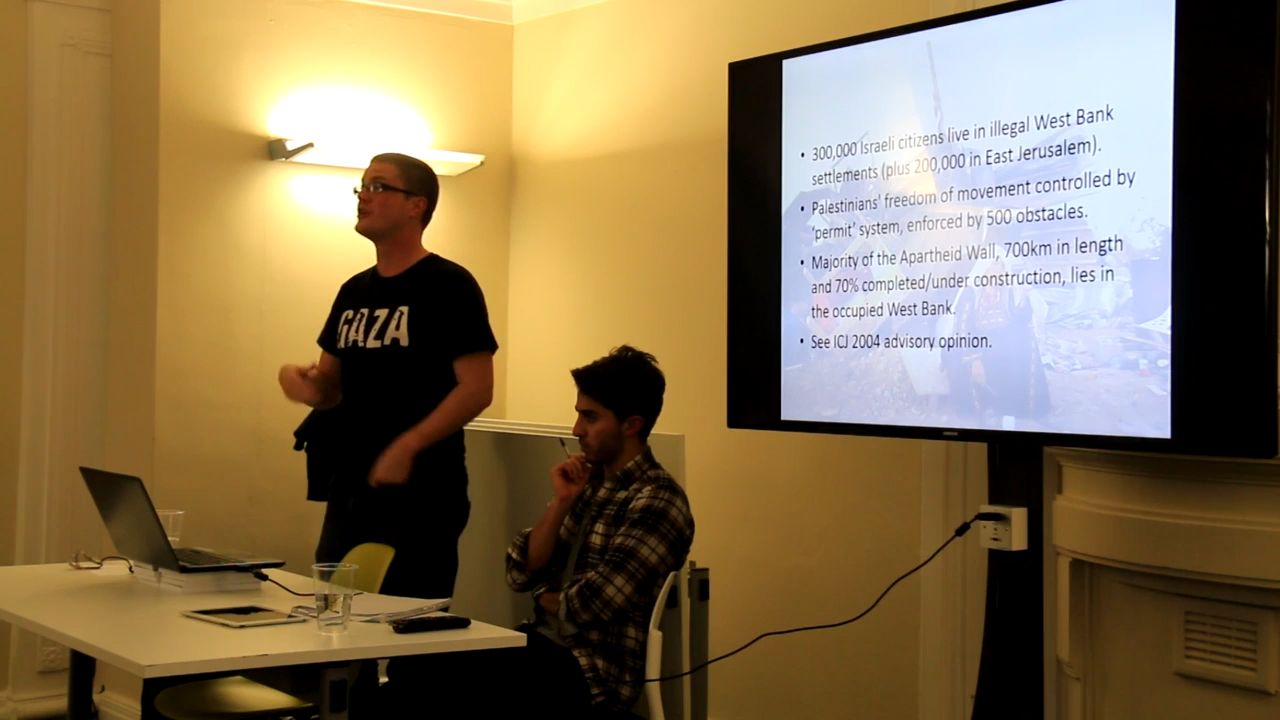 GAZA
• 300,000 Israeli citizens live in illegal West Bank
settlements (plus 200,000 in East Jerusalem).
• Palestinians' freedom of movement controlled by
'permit' system, enforced by 500 obstacles.
• Majority of the Apartheid Wall, 700km in length
and 70% completed/under construction, lies in
the occupied West Bank.
• See ICJ 2004 advisory opinion.